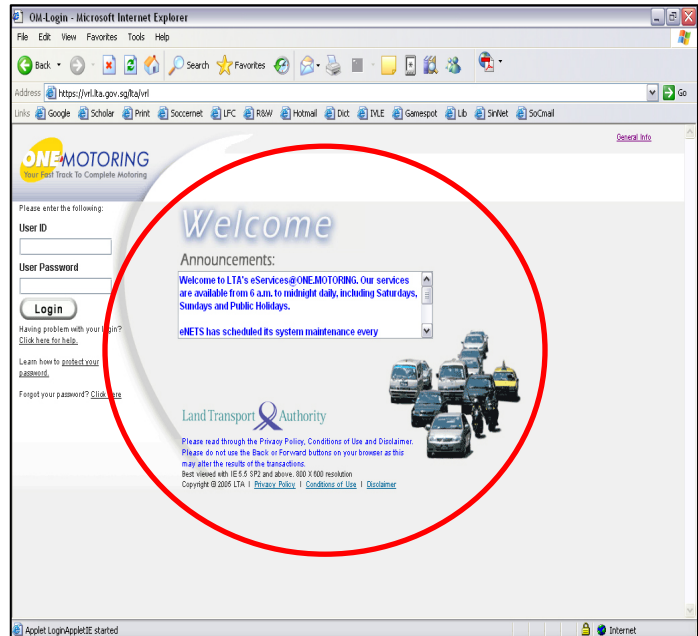 OM-Login - Microsoft Internet Explorer
File Edit View Favorites Tools Help
Back Search Favorites
Address https://vrl.lta.gov.sg/lta/vrl Go
Links Google Scholar Print Soccernet LFC R&W Hotmail Dict IVLE Gamespot Lib SinNet SoCmail
General Info
ONE MOTORING
Your Fast Track To Complete Motoring
Please enter the following:
User ID
User Password
Login
Having problem with your login?
Click here for help.
Learn how to protect your
password.
Forgot your password? Click here
Welcome
Announcements:
Welcome to LTA's eServices@ONE.MOTORING. Our services
are available from 6 a.m. to midnight daily, including Saturdays,
Sundays and Public Holidays.
eNETS has scheduled its system maintenance every
Land Transport Authority
Please read through the Privacy Policy, Conditions of Use and Disclaimer.
Please do not use the Back or Forward buttons on your browser as this
may alter the results of the transactions.
Best viewed with IE 5.5 SP2 and above. 800 X 600 resolution
Copyright @ 2005 LTA | Privacy Policy | Conditions of Use | Disclaimer
Applet LoginAppletIE started Internet